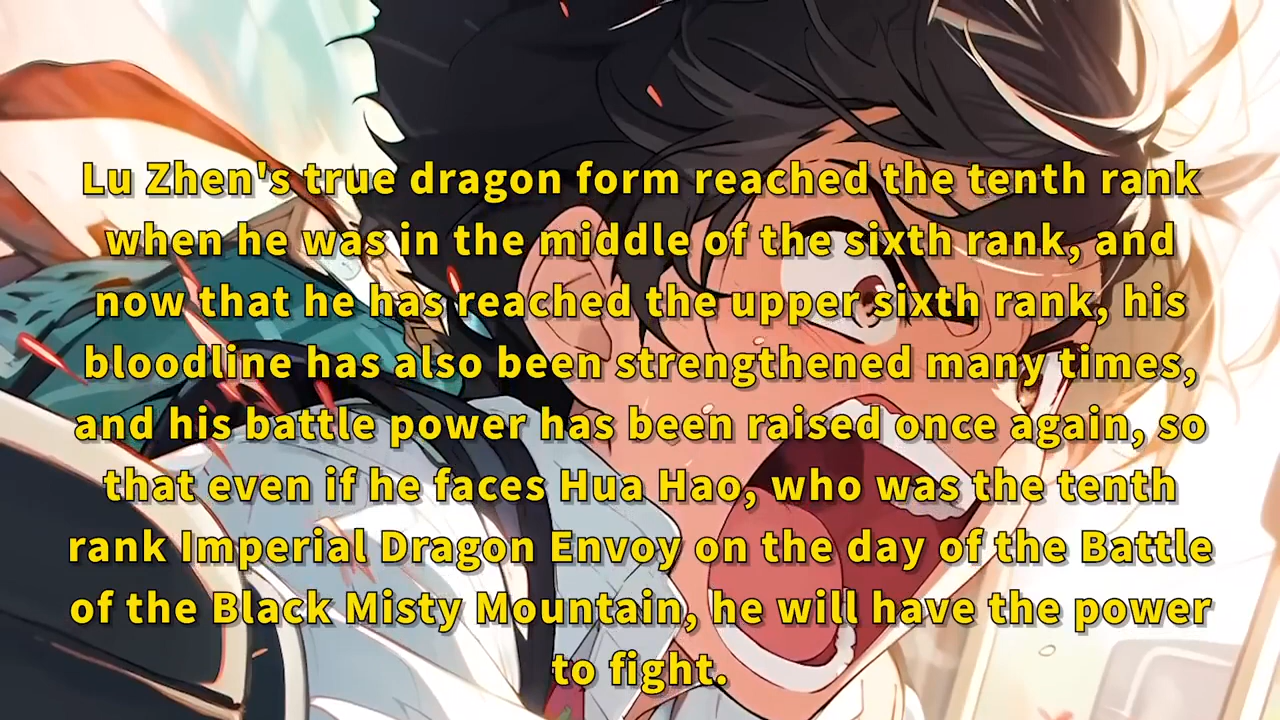 Lu Zhen's true dragon form reached the tenth rank
when he was in the middle of the sixth rank, and
now that he has reached the upper sixth rank, his
bloodline has also been strengthened many times,
and his battle power has been raised once again, so
that even if he faces Hua Hao, who was the tenth
rank Imperial Dragon Envoy on the day of the Battle
of the Black Misty Mountain, he will have the power
to fight.